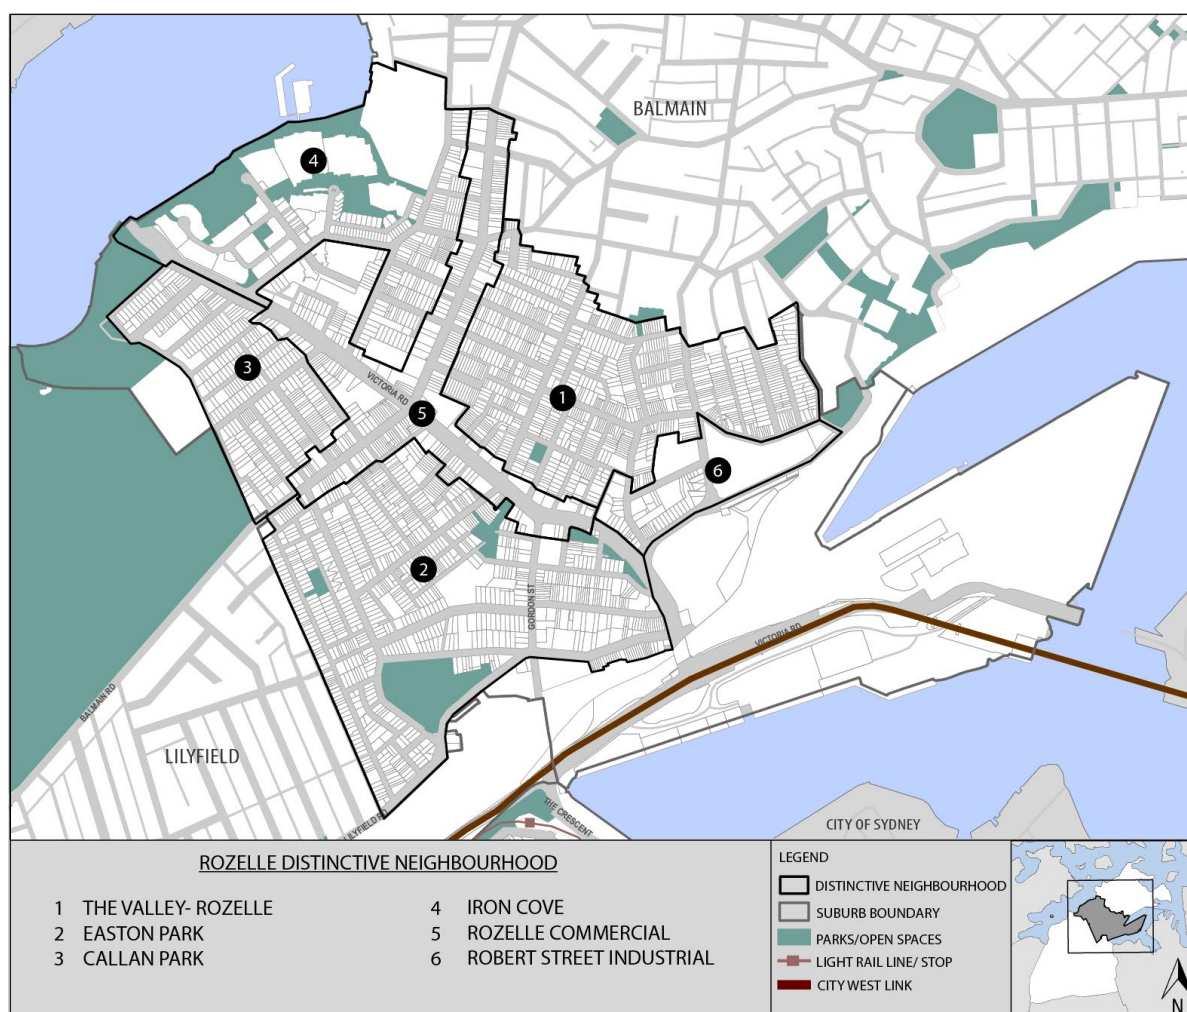 BALMAIN
4
3
VICTORIA RD
5
1
6
2
GORDON ST
VICTORIA RD
BALMAIN RD
LILYFIELD
LILYFIELD RD
THE CRESCENT
CITY OF SYDNEY
ROZELLE DISTINCTIVE NEIGHBOURHOOD
1 THE VALLEY- ROZELLE
2 EASTON PARK
3 CALLAN PARK
4 IRON COVE
5 ROZELLE COMMERCIAL
6 ROBERT STREET INDUSTRIAL
LEGEND
DISTINCTIVE NEIGHBOURHOOD
SUBURB BOUNDARY
PARKS/OPEN SPACES
LIGHT RAIL LINE/ STOP
CITY WEST LINK
N